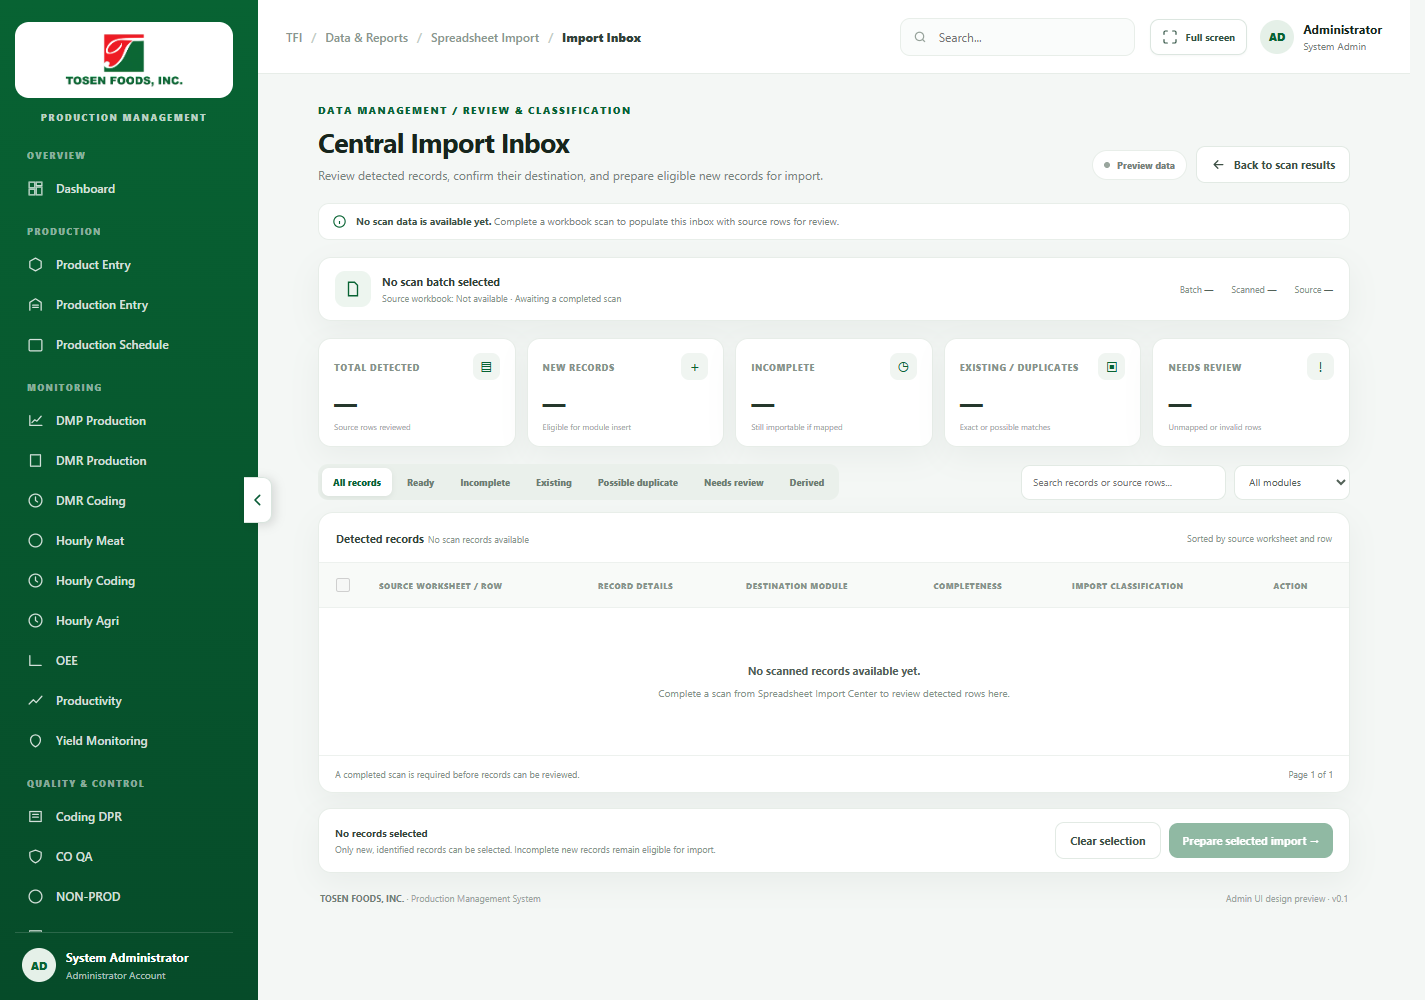 TOSEN FOODS, INC.
PRODUCTION MANAGEMENT
OVERVIEW
Dashboard
PRODUCTION
Product Entry
Production Entry
Production Schedule
MONITORING
DMP Production
DMR Production
DMR Coding
Hourly Meat
Hourly Coding
Hourly Agri
OEE
Productivity
Yield Monitoring
QUALITY & CONTROL
Coding DPR
CO QA
NON-PROD
AD
System Administrator
Administrator Account
TFI / Data & Reports / Spreadsheet Import / Import Inbox
Search...
Full screen
AD
Administrator
System Admin
DATA MANAGEMENT / REVIEW & CLASSIFICATION
Central Import Inbox
Review detected records, confirm their destination, and prepare eligible new records for import.
Preview data
← Back to scan results
No scan data is available yet. Complete a workbook scan to populate this inbox with source rows for review.
No scan batch selected
Source workbook: Not available · Awaiting a completed scan
Batch — Scanned — Source —
TOTAL DETECTED
—
Source rows reviewed
NEW RECORDS
+
—
Eligible for module insert
INCOMPLETE
—
Still importable if mapped
EXISTING / DUPLICATES
—
Exact or possible matches
NEEDS REVIEW
!
—
Unmapped or invalid rows
All records Ready Incomplete Existing Possible duplicate Needs review Derived
Search records or source rows...
All modules
Detected records No scan records available
Sorted by source worksheet and row
SOURCE WORKSHEET / ROW RECORD DETAILS DESTINATION MODULE COMPLETENESS IMPORT CLASSIFICATION ACTION
No scanned records available yet.
Complete a scan from Spreadsheet Import Center to review detected rows here.
A completed scan is required before records can be reviewed.
Page 1 of 1
No records selected
Only new, identified records can be selected. Incomplete new records remain eligible for import.
Clear selection
Prepare selected import →
TOSEN FOODS, INC. · Production Management System
Admin UI design preview · v0.1